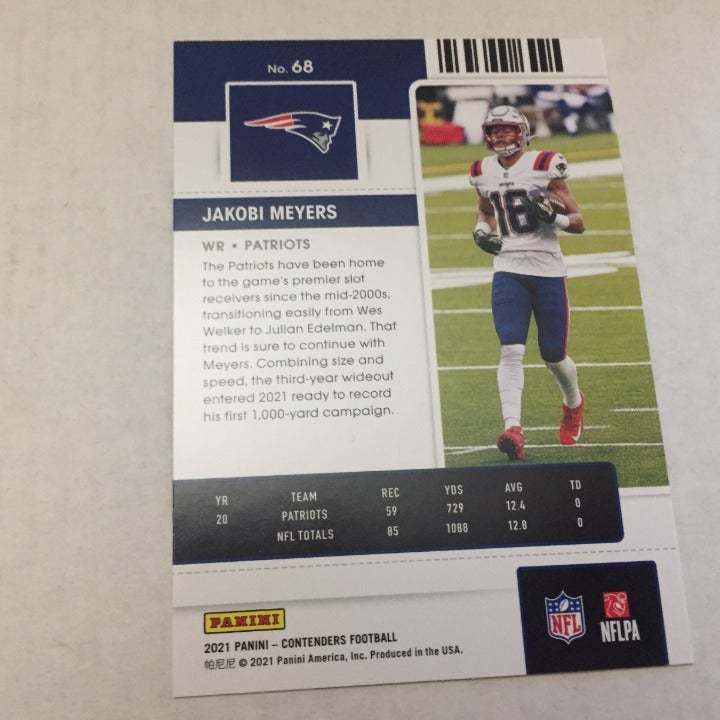 No. 68
JAKOBI MEYERS
WR • PATRIOTS
The Patriots have been home
to the game's premier slot
receivers since the mid-2000s,
transitioning easily from Wes
Welker to Julian Edelman. That
trend is sure to continue with
Meyers. Combining size and
speed, the third-year wideout
entered 2021 ready to record
his first 1,000-yard campaign.
16
YR TEAM REC YDS AVG TD
20 PATRIOTS 59 729 12.4 0
NFL TOTALS 85 1088 12.8 0
PANINI
2021 PANINI – CONTENDERS FOOTBALL
帕尼尼 © 2021 Panini America, Inc. Produced in the USA.
NFL
NFLPA